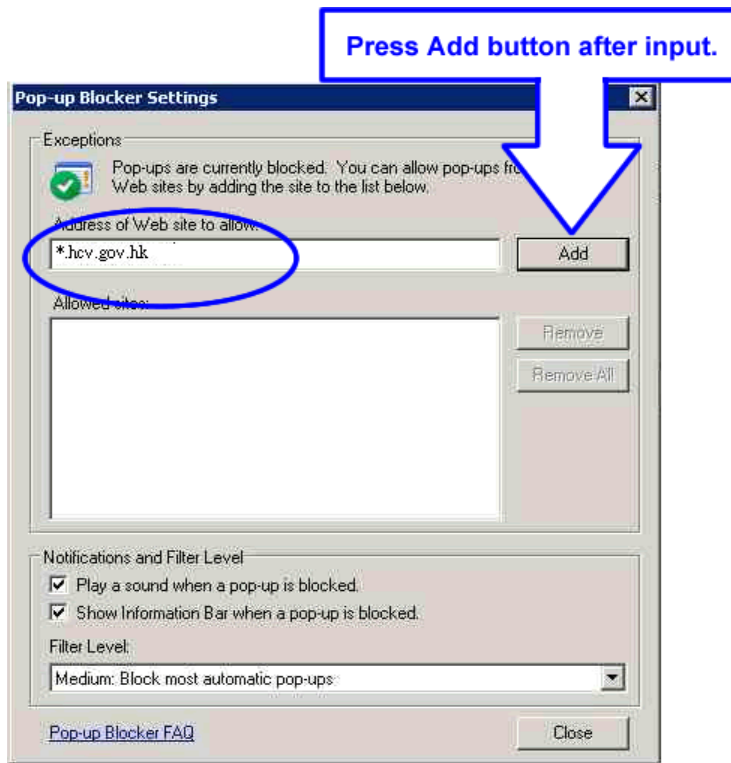 Press Add button after input.
Pop-up Blocker Settings
Exceptions
Pop-ups are currently blocked. You can allow pop-ups
Web sites by adding the site to the list below.
Address of Web site to allow:
*.hcv.gov.hk
Add
Allowed sites:
Remove
Remove All
Notifications and Filter Level
Play a sound when a pop-up is blocked.
Show Information Bar when a pop-up is blocked.
Filter Level:
Medium: Block most automatic pop-ups
Pop-up Blocker FAQ
Close